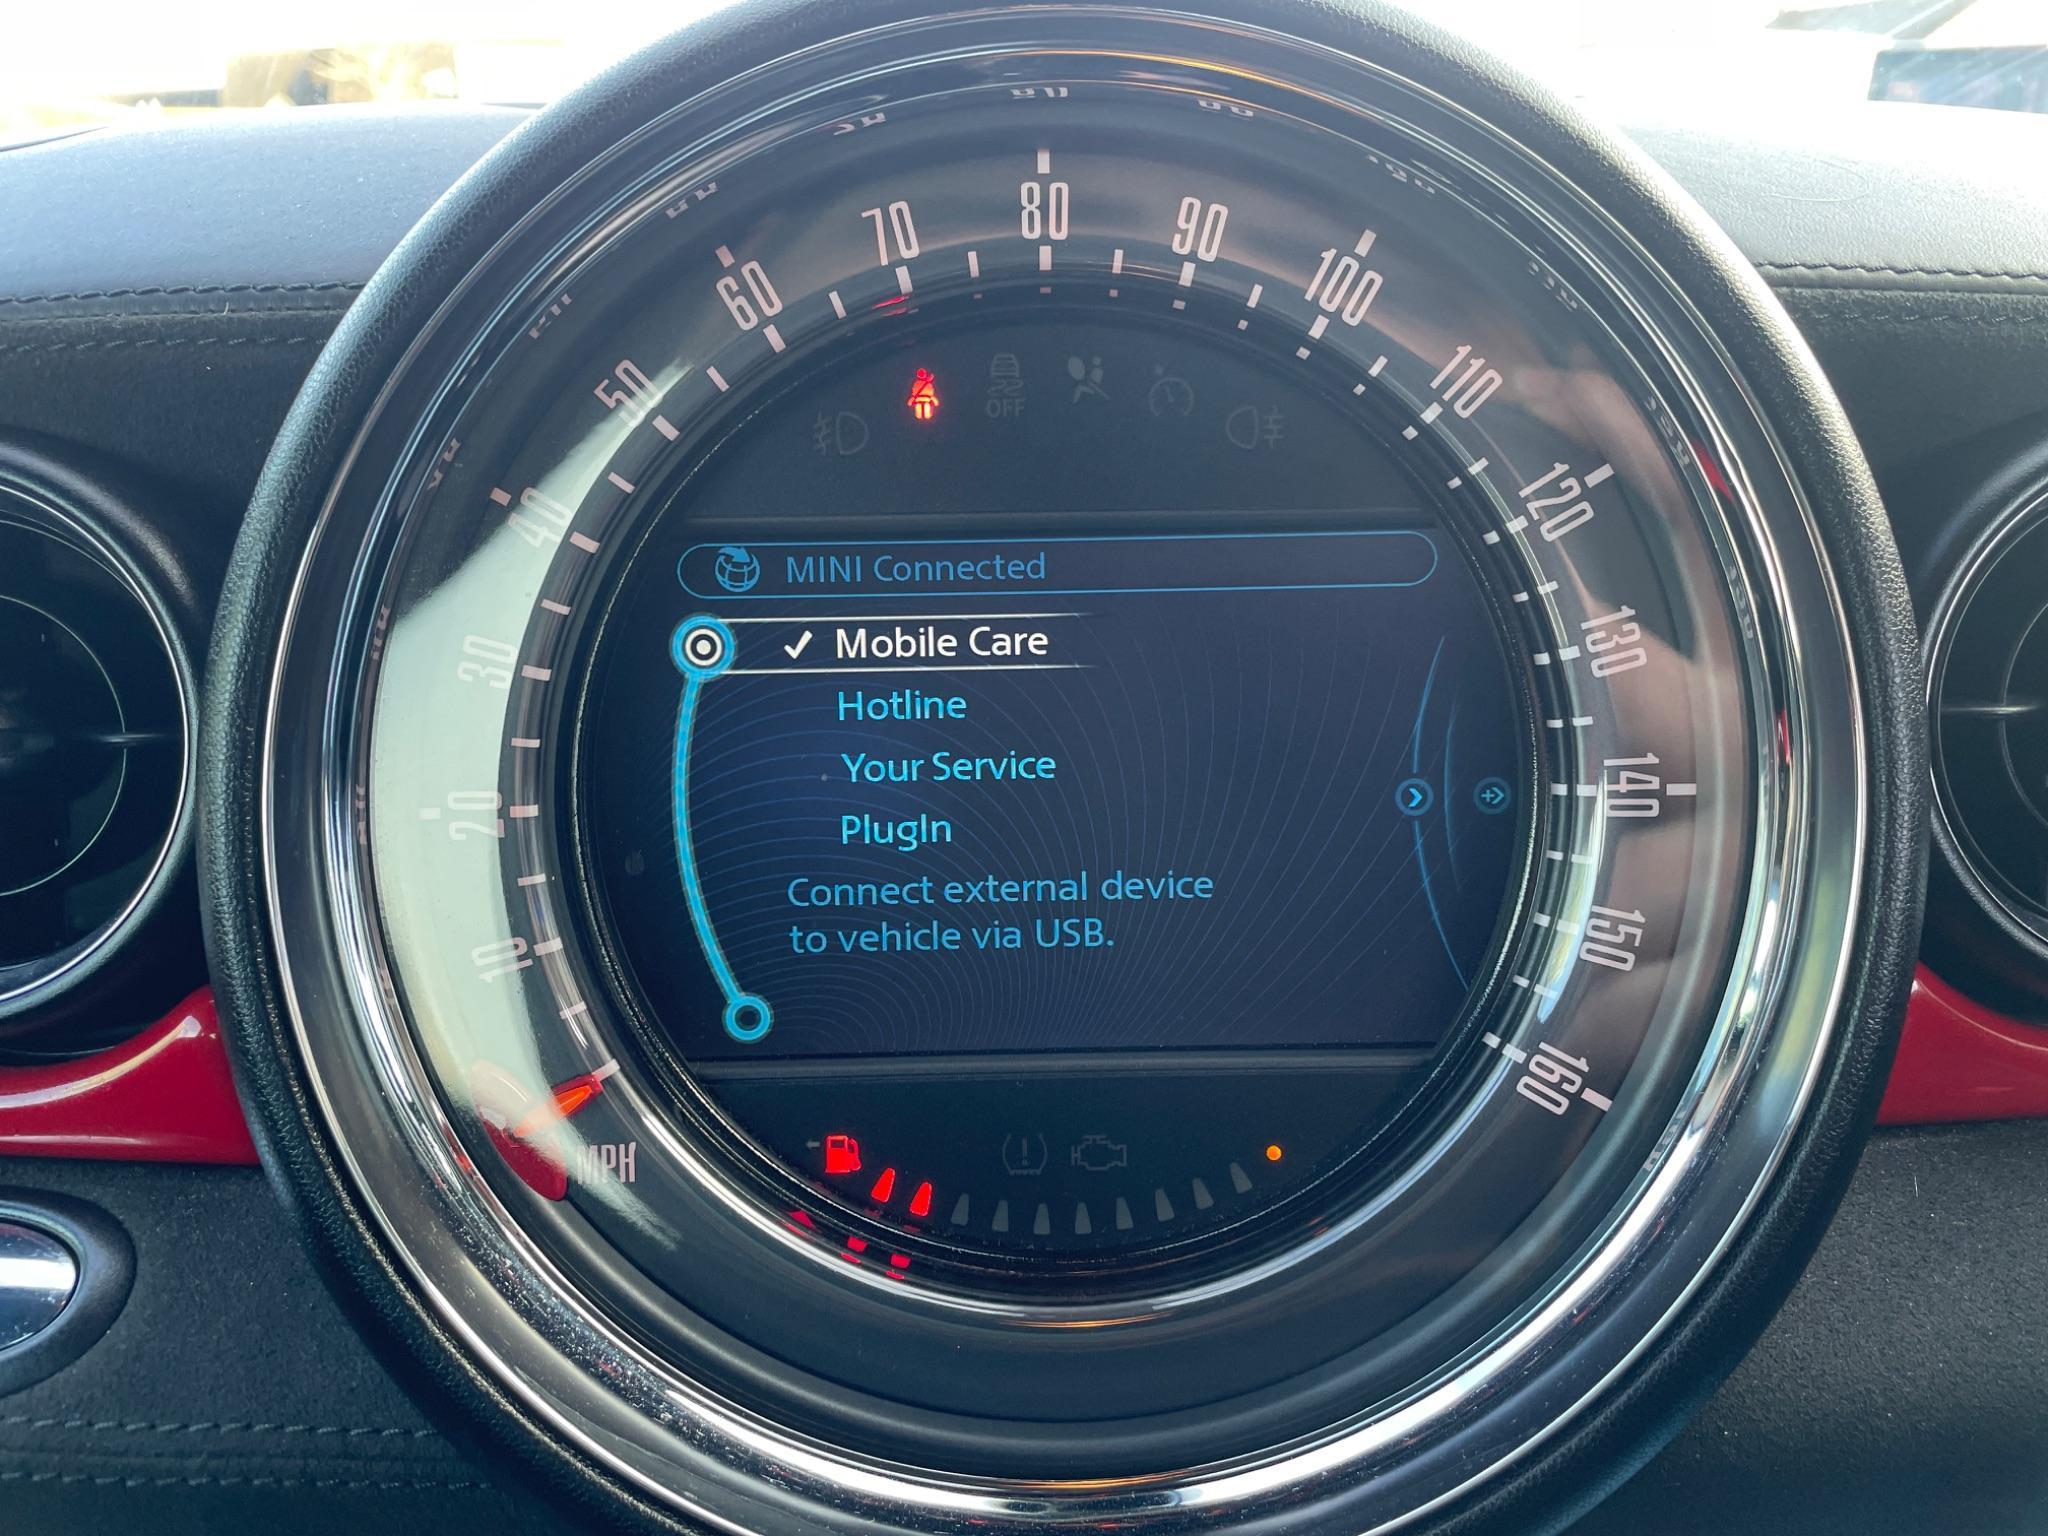 10
20
30
40
50
60
70
80
90
100
110
120
130
140
150
160
MPH
OFF
MINI Connected
Mobile Care
Hotline
Your Service
PlugIn
Connect external device
to vehicle via USB.